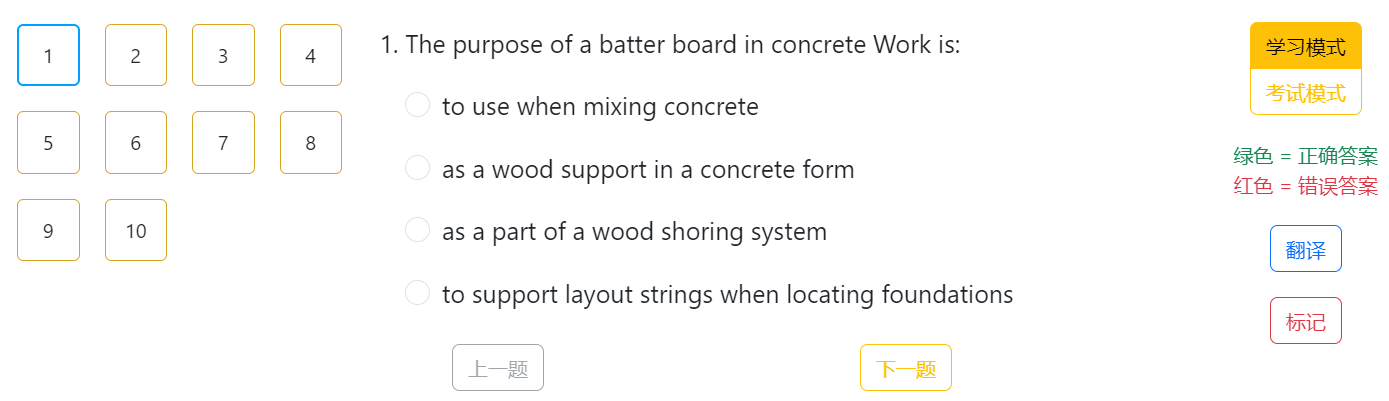 1 2 3 4
5 6 7 8
9 10
1. The purpose of a batter board in concrete Work is:
to use when mixing concrete
as a wood support in a concrete form
as a part of a wood shoring system
to support layout strings when locating foundations
上一题 下一题
学习模式
考试模式
绿色 = 正确答案
红色 = 错误答案
翻译
标记